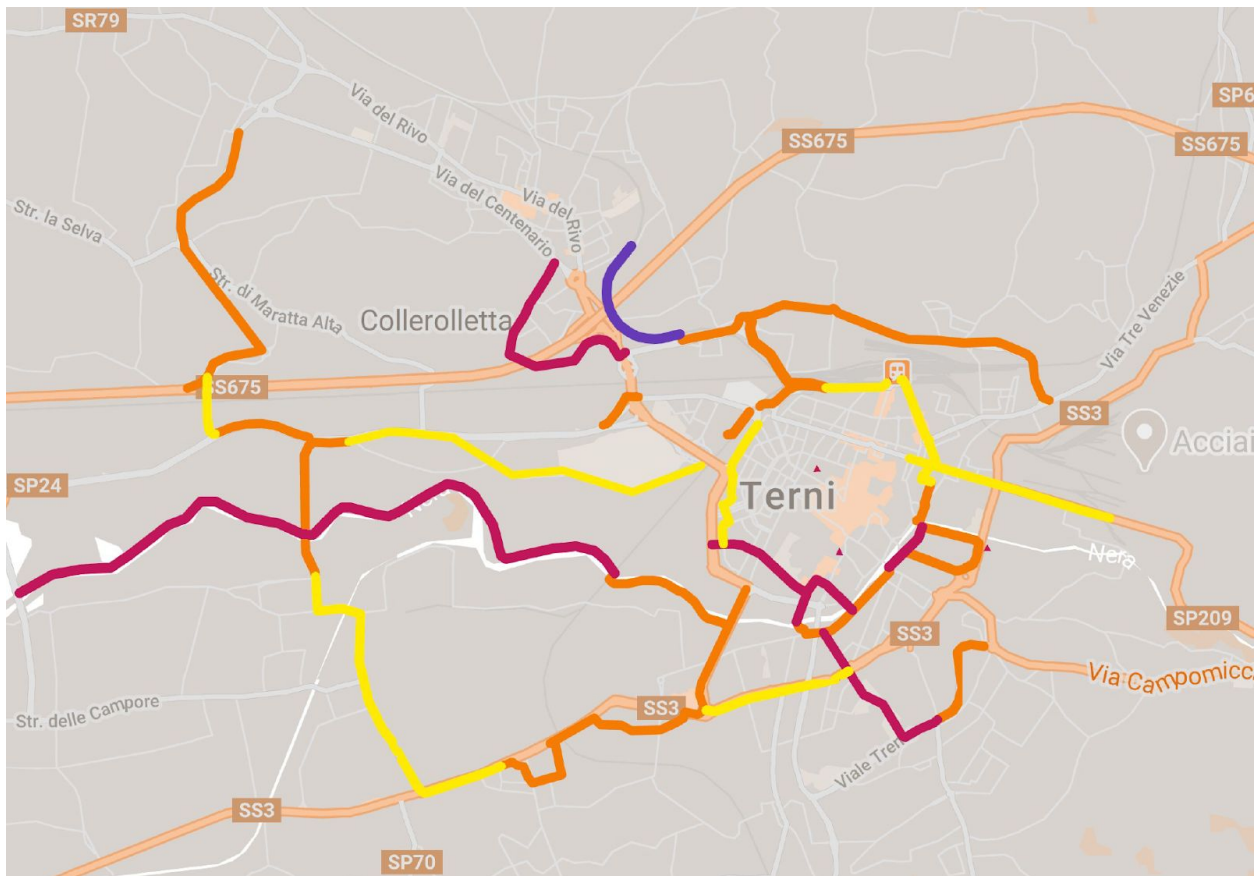 SR79
SP6
Via del Rivo
SS675
SS675
Via del Centenario
Via del Rivo
Str. la Selva
Str. di Maratta Alta
Collerolletta
Via Tre Venezie
SS675
SS3
Acciai
SP24
Terni
Nera
SP209
SS3
Via Campomicc
SS3
Str. delle Campore
Viale Tren
SS3
SP70